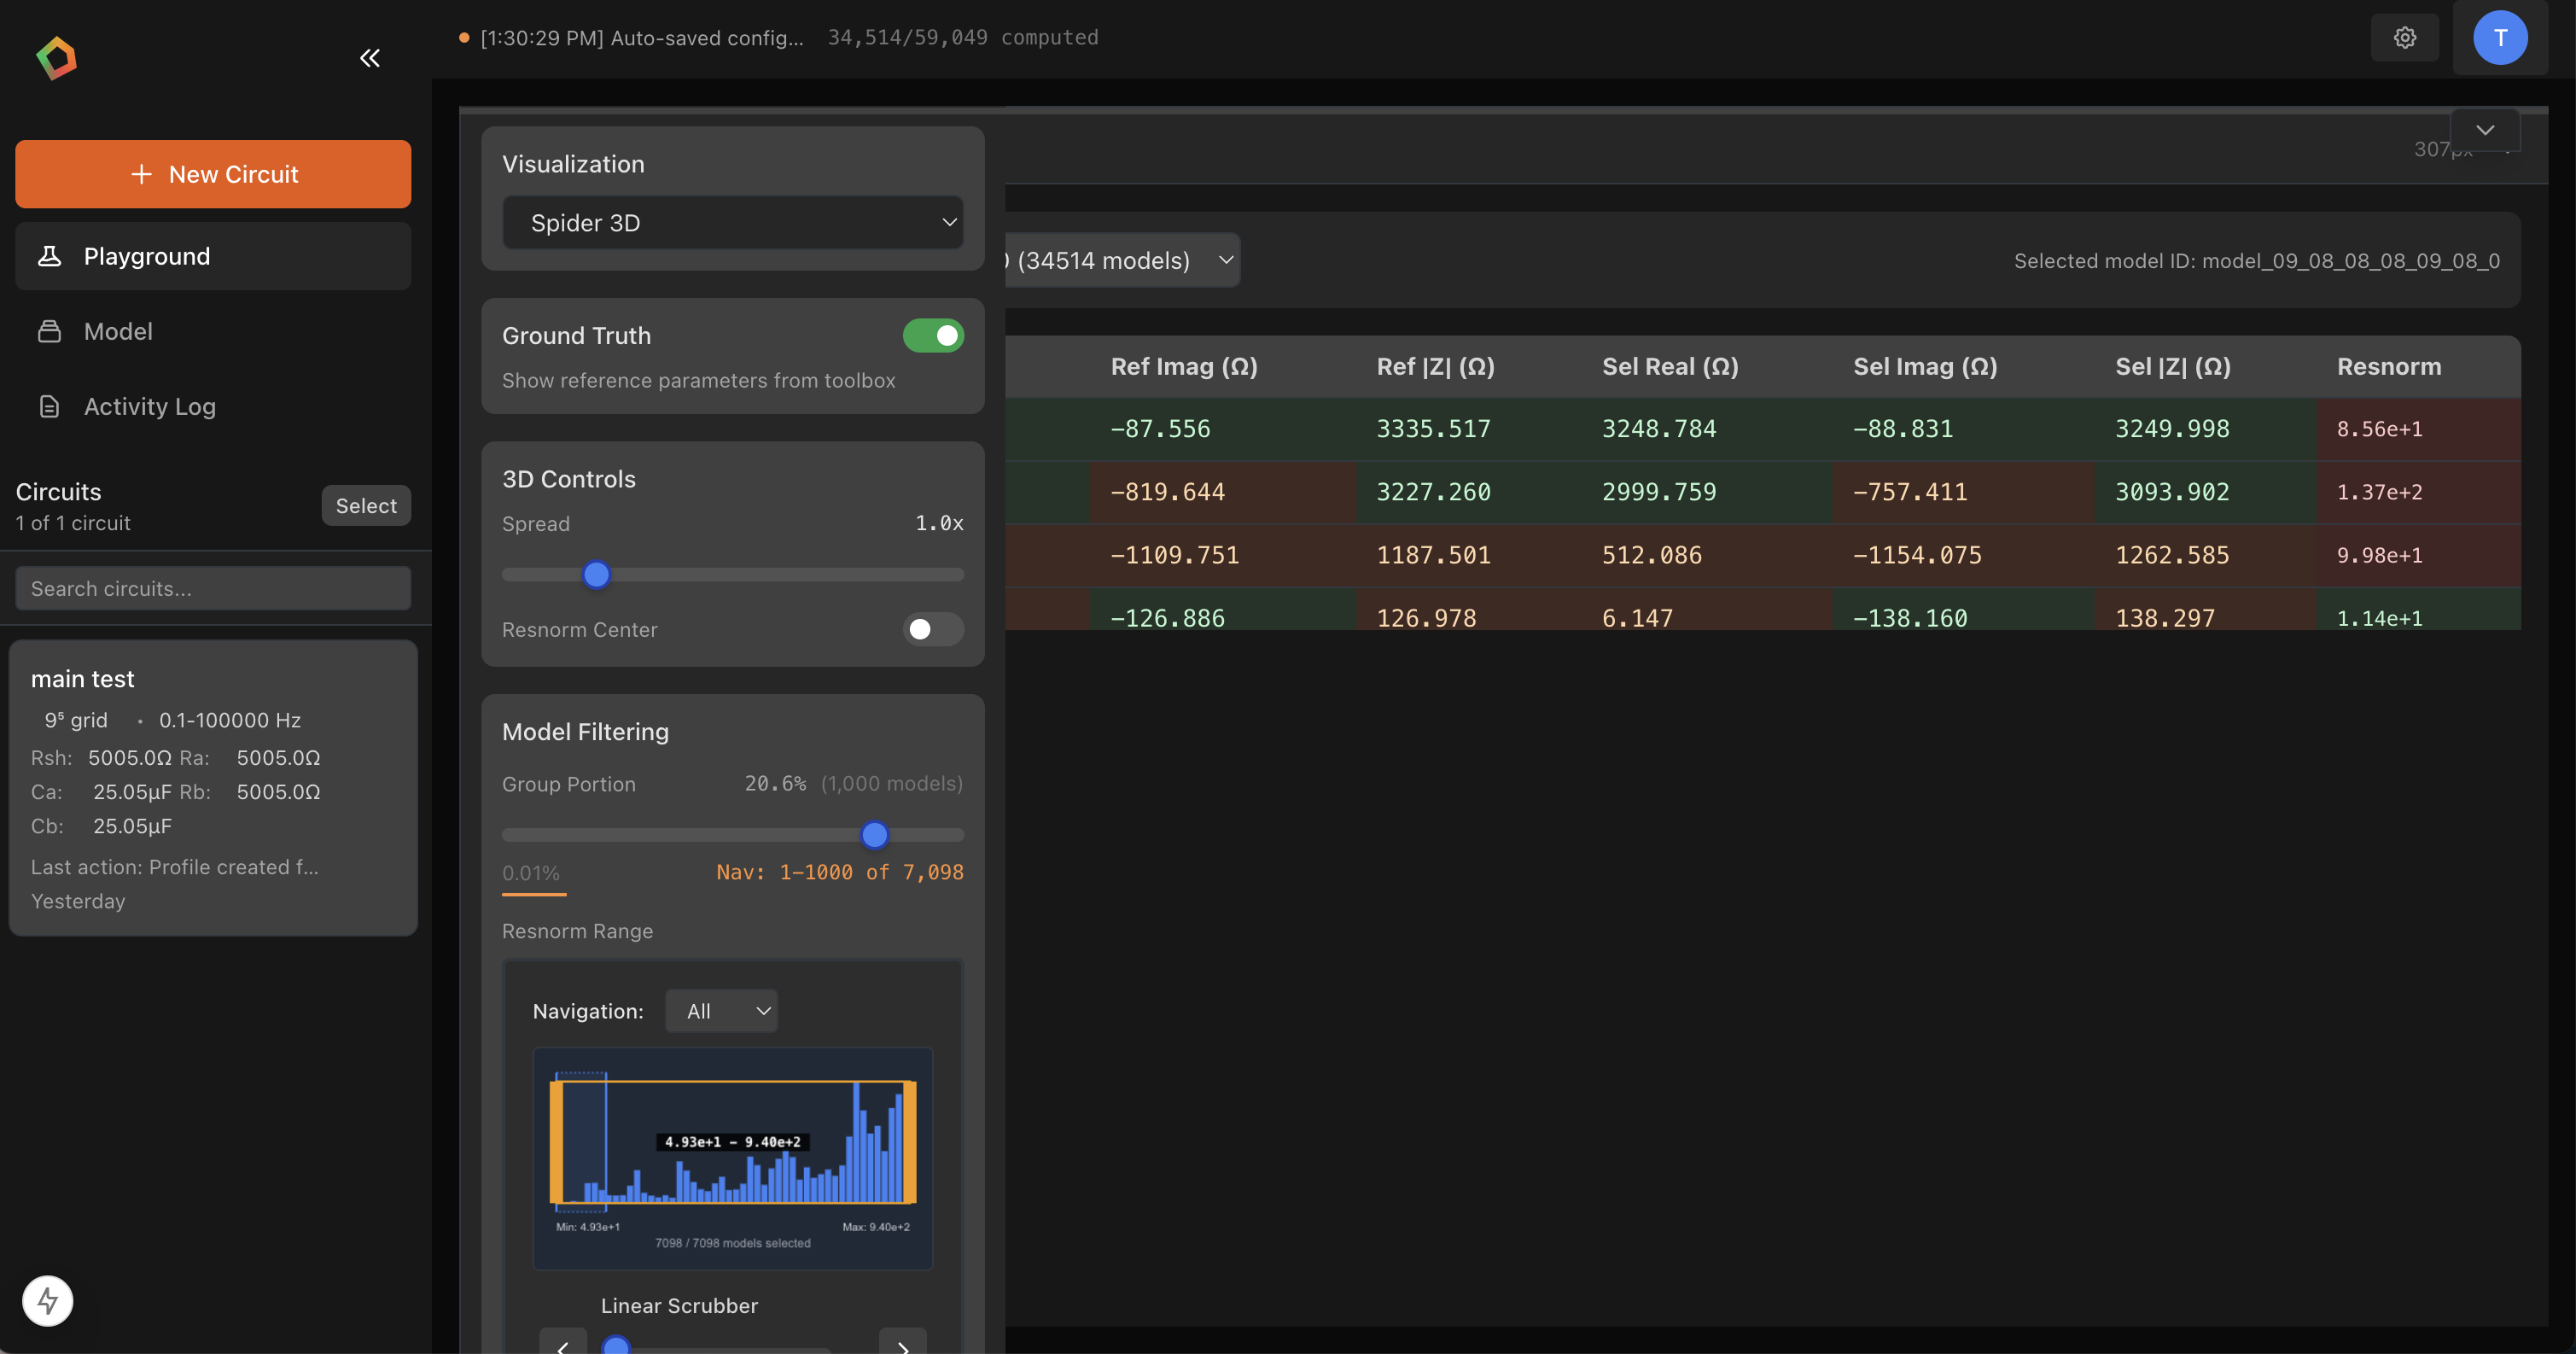 [1:30:29 PM] Auto-saved config... 34,514/59,049 computed
T
New Circuit
Playground
Model
Activity Log
Circuits
1 of 1 circuit
Select
Search circuits...
main test
9⁵ grid • 0.1-100000 Hz
Rsh: 5005.0Ω Ra: 5005.0Ω
Ca: 25.05µF Rb: 5005.0Ω
Cb: 25.05µF
Last action: Profile created f...
Yesterday
Visualization
Spider 3D
Ground Truth
Show reference parameters from toolbox
3D Controls
Spread 1.0x
Resnorm Center
Model Filtering
Group Portion 20.6% (1,000 models)
0.01% Nav: 1-1000 of 7,098
Resnorm Range
Navigation: All
4.93e+1 - 9.40e+2
Min: 4.93e+1 Max: 9.40e+2
7098 / 7098 models selected
Linear Scrubber
307px
(34514 models)
Selected model ID: model_09_08_08_08_09_08_0
Ref Imag (Ω) Ref |Z| (Ω) Sel Real (Ω) Sel Imag (Ω) Sel |Z| (Ω) Resnorm
-87.556 3335.517 3248.784 -88.831 3249.998 8.56e+1
-819.644 3227.260 2999.759 -757.411 3093.902 1.37e+2
-1109.751 1187.501 512.086 -1154.075 1262.585 9.98e+1
-126.886 126.978 6.147 -138.160 138.297 1.14e+1